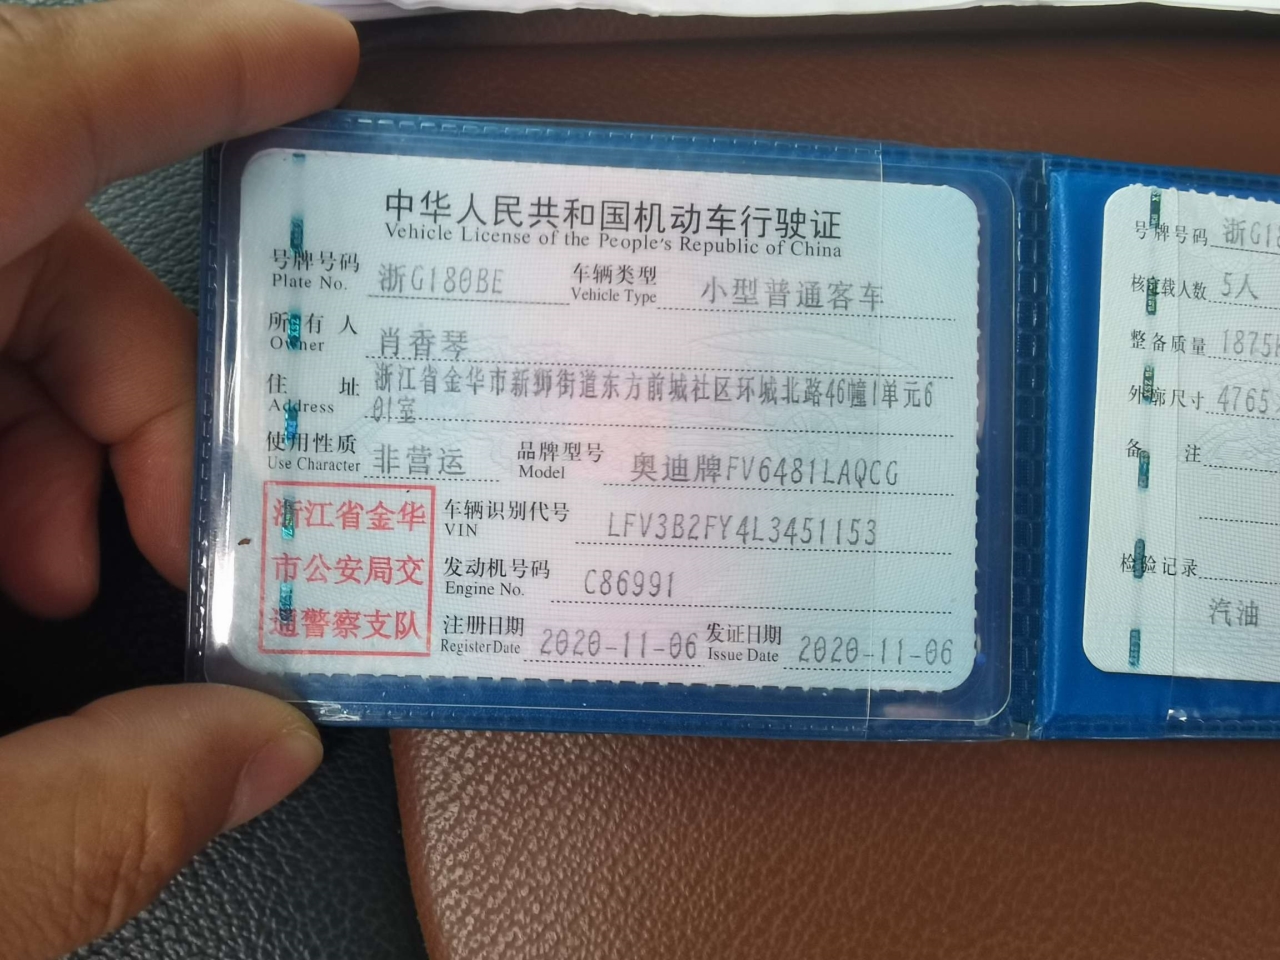 中华人民共和国机动车行驶证
Vehicle License of the People's Republic of China
号牌号码 浙G180BE 车辆类型 小型普通客车
Plate No. Vehicle Type
所有人 肖香琴
Owner
住址 浙江省金华市新狮街道东方前城社区环城北路46幢1单元6
Address 01室
使用性质 非营运 品牌型号 奥迪牌FV6481LAQCG
Use Character Model
浙江省金华
市公安局交
通警察支队
车辆识别代号 LFV3B2FY4L3451153
VIN
发动机号码 C86991
Engine No.
注册日期 2020-11-06 发证日期 2020-11-06
Register Date Issue Date
号牌号码 浙G18
核定载人数 5人
整备质量 1875
外廓尺寸 4765
备注
检验记录
汽油